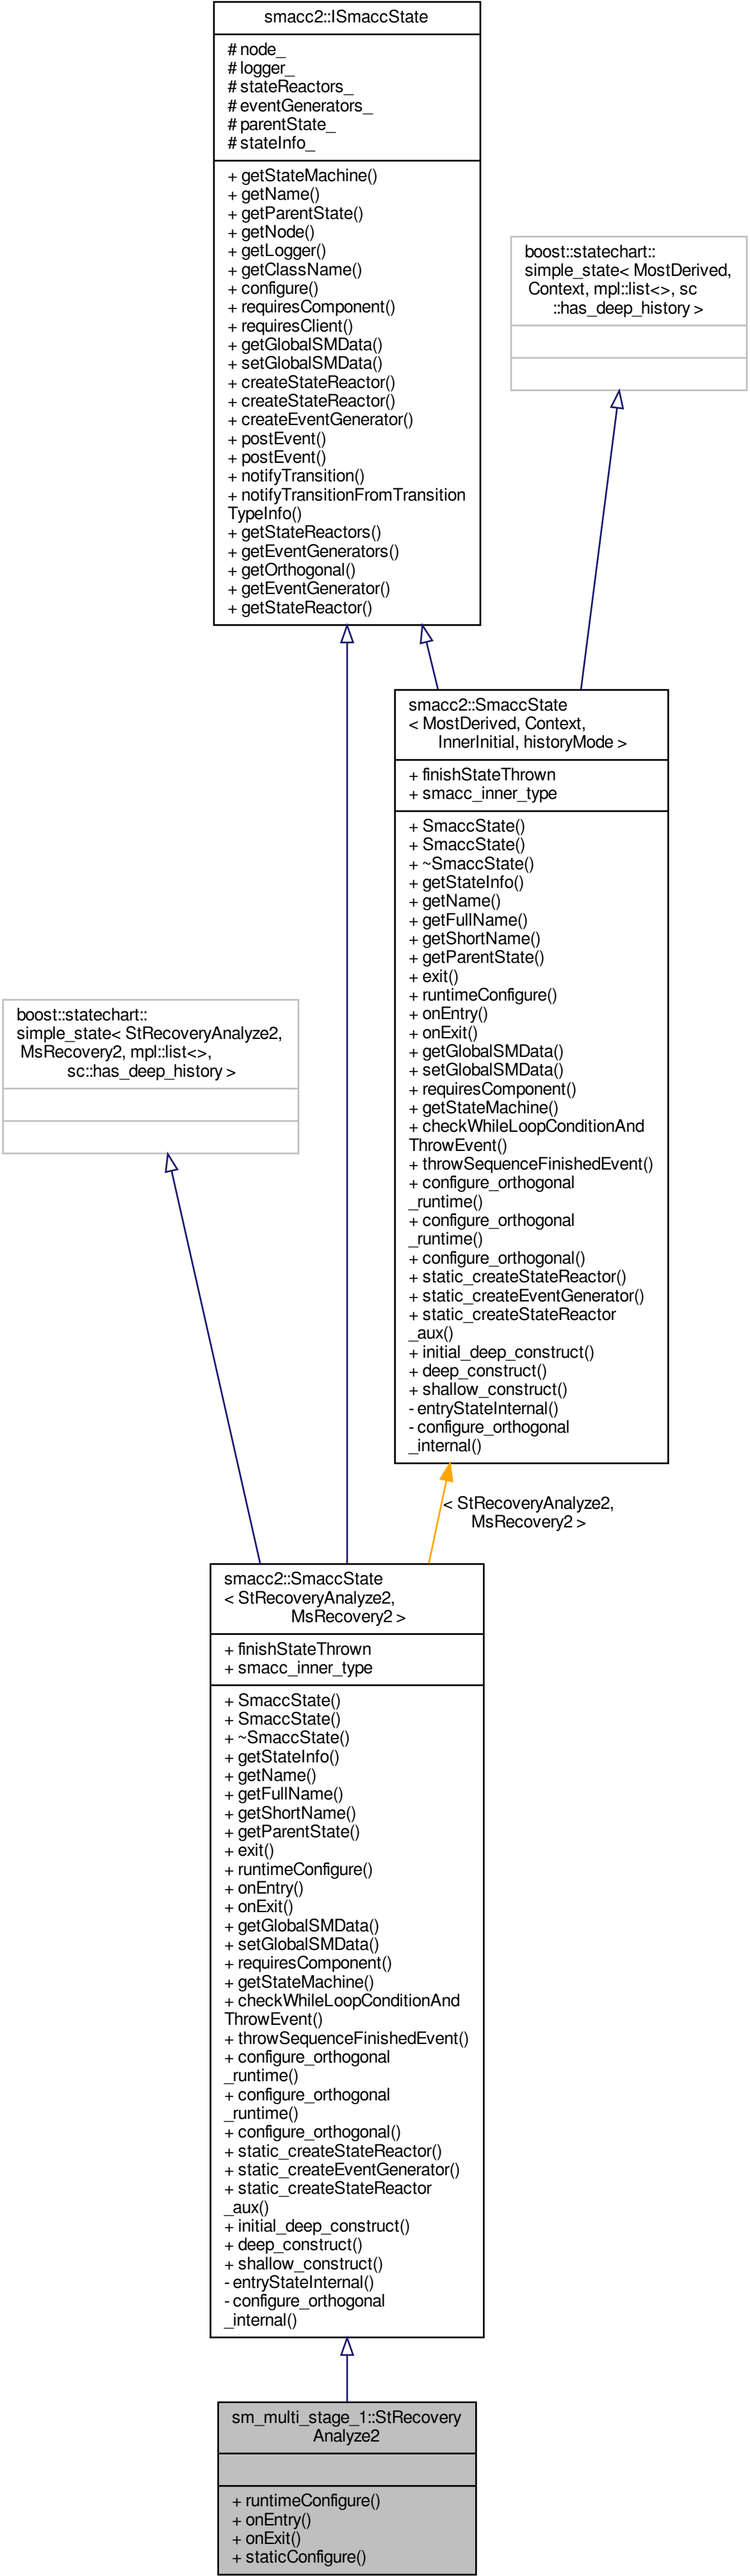 smacc2::ISmaccState
# node_
# logger_
# stateReactors_
# eventGenerators_
# parentState_
# stateInfo_
+ getStateMachine()
+ getName()
+ getParentState()
+ getNode()
+ getLogger()
+ getClassName()
+ configure()
+ requiresComponent()
+ requiresClient()
+ getGlobalSMData()
+ setGlobalSMData()
+ createStateReactor()
+ createStateReactor()
+ createEventGenerator()
+ postEvent()
+ postEvent()
+ notifyTransition()
+ notifyTransitionFromTransition
TypeInfo()
+ getStateReactors()
+ getEventGenerators()
+ getOrthogonal()
+ getEventGenerator()
+ getStateReactor()
boost::statechart::
simple_state< MostDerived,
Context, mpl::list<>, sc
::has_deep_history >
smacc2::SmaccState
< MostDerived, Context,
InnerInitial, historyMode >
+ finishStateThrown
+ smacc_inner_type
+ SmaccState()
+ SmaccState()
+ ~SmaccState()
+ getStateInfo()
+ getName()
+ getFullName()
+ getShortName()
+ getParentState()
+ exit()
+ runtimeConfigure()
+ onEntry()
+ onExit()
+ getGlobalSMData()
+ setGlobalSMData()
+ requiresComponent()
+ getStateMachine()
+ checkWhileLoopConditionAnd
ThrowEvent()
+ throwSequenceFinishedEvent()
+ configure_orthogonal
_runtime()
+ configure_orthogonal
_runtime()
+ configure_orthogonal()
+ static_createStateReactor()
+ static_createEventGenerator()
+ static_createStateReactor
_aux()
+ initial_deep_construct()
+ deep_construct()
+ shallow_construct()
- entryStateInternal()
- configure_orthogonal
_internal()
boost::statechart::
simple_state< StRecoveryAnalyze2,
MsRecovery2, mpl::list<>,
sc::has_deep_history >
< StRecoveryAnalyze2,
MsRecovery2 >
smacc2::SmaccState
< StRecoveryAnalyze2,
MsRecovery2 >
+ finishStateThrown
+ smacc_inner_type
+ SmaccState()
+ SmaccState()
+ ~SmaccState()
+ getStateInfo()
+ getName()
+ getFullName()
+ getShortName()
+ getParentState()
+ exit()
+ runtimeConfigure()
+ onEntry()
+ onExit()
+ getGlobalSMData()
+ setGlobalSMData()
+ requiresComponent()
+ getStateMachine()
+ checkWhileLoopConditionAnd
ThrowEvent()
+ throwSequenceFinishedEvent()
+ configure_orthogonal
_runtime()
+ configure_orthogonal
_runtime()
+ configure_orthogonal()
+ static_createStateReactor()
+ static_createEventGenerator()
+ static_createStateReactor
_aux()
+ initial_deep_construct()
+ deep_construct()
+ shallow_construct()
- entryStateInternal()
- configure_orthogonal
_internal()
sm_multi_stage_1::StRecovery
Analyze2
+ runtimeConfigure()
+ onEntry()
+ onExit()
+ staticConfigure()